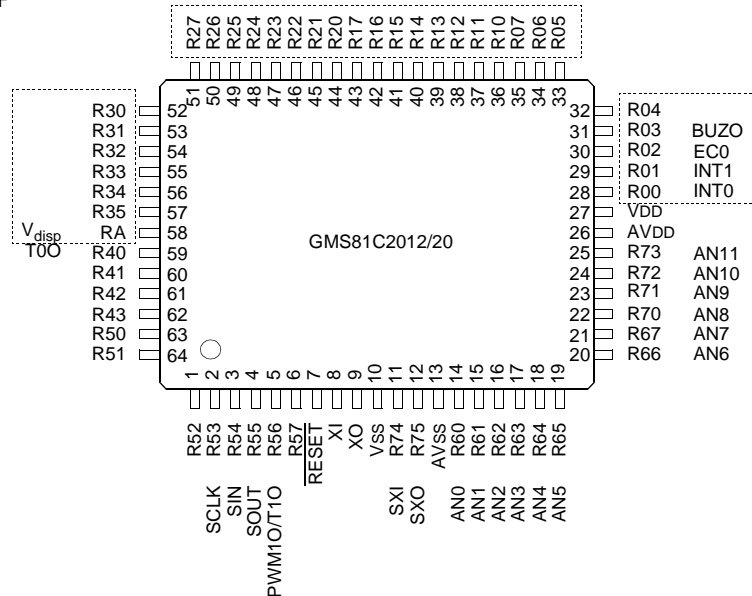 R27 R26 R25 R24 R23 R22 R21 R20 R17 R16 R15 R14 R13 R12 R11 R10 R07 R06 R05
51 50 49 48 47 46 45 44 43 42 41 40 39 38 37 36 35 34 33
R30 52 32 R04
R31 53 31 R03 BUZO
R32 54 30 R02 EC0
R33 55 29 R01 INT1
R34 56 28 R00 INT0
R35 57 27 VDD
Vdisp RA 58 26 AVDD
GMS81C2012/20
T0O R40 59 25 R73 AN11
R41 60 24 R72 AN10
R42 61 23 R71 AN9
R43 62 22 R70 AN8
R50 63 21 R67 AN7
R51 64 20 R66 AN6
1 2 3 4 5 6 7 8 9 10 11 12 13 14 15 16 17 18 19
R52 R53 R54 R55 R56 R57 RESET XI XO VSS R74 R75 AVSS R60 R61 R62 R63 R64 R65
SCLK SIN SOUT PWM1O/T1O SXI SXO AN0 AN1 AN2 AN3 AN4 AN5